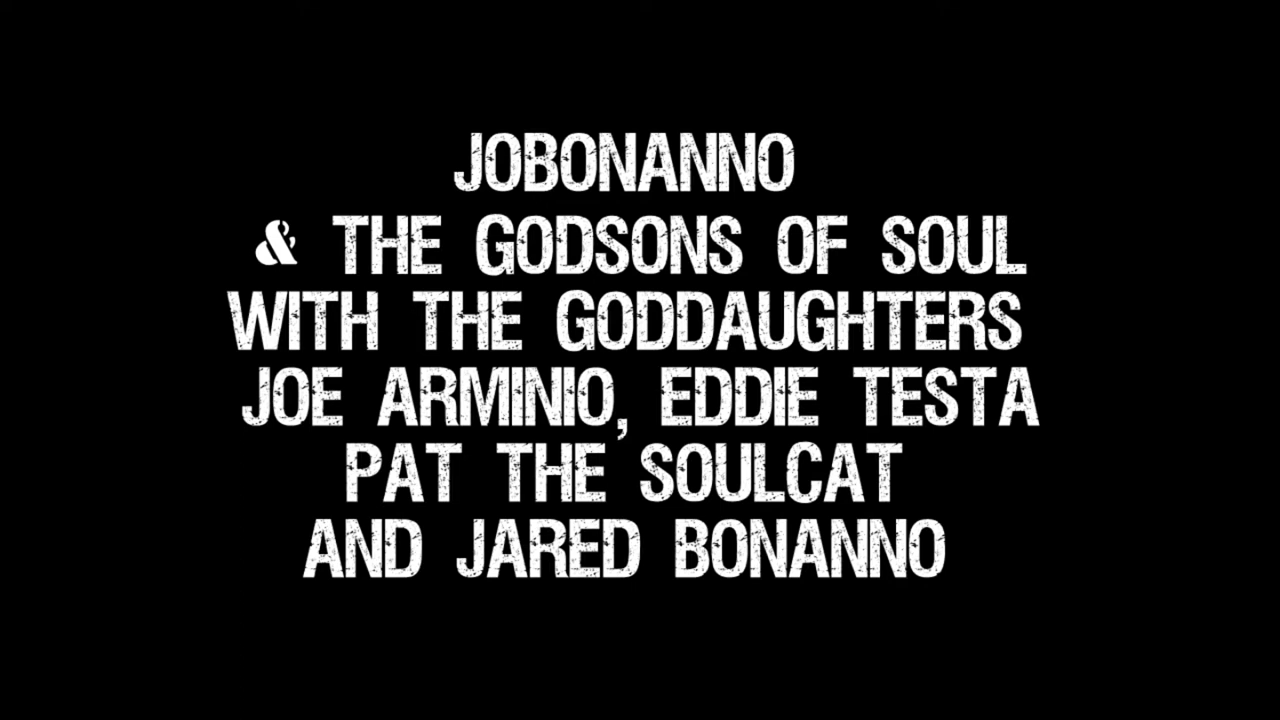 JOBONANNO
& THE GODSONS OF SOUL
WITH THE GODDAUGHTERS
JOE ARMINIO, EDDIE TESTA
PAT THE SOULCAT
AND JARED BONANNO